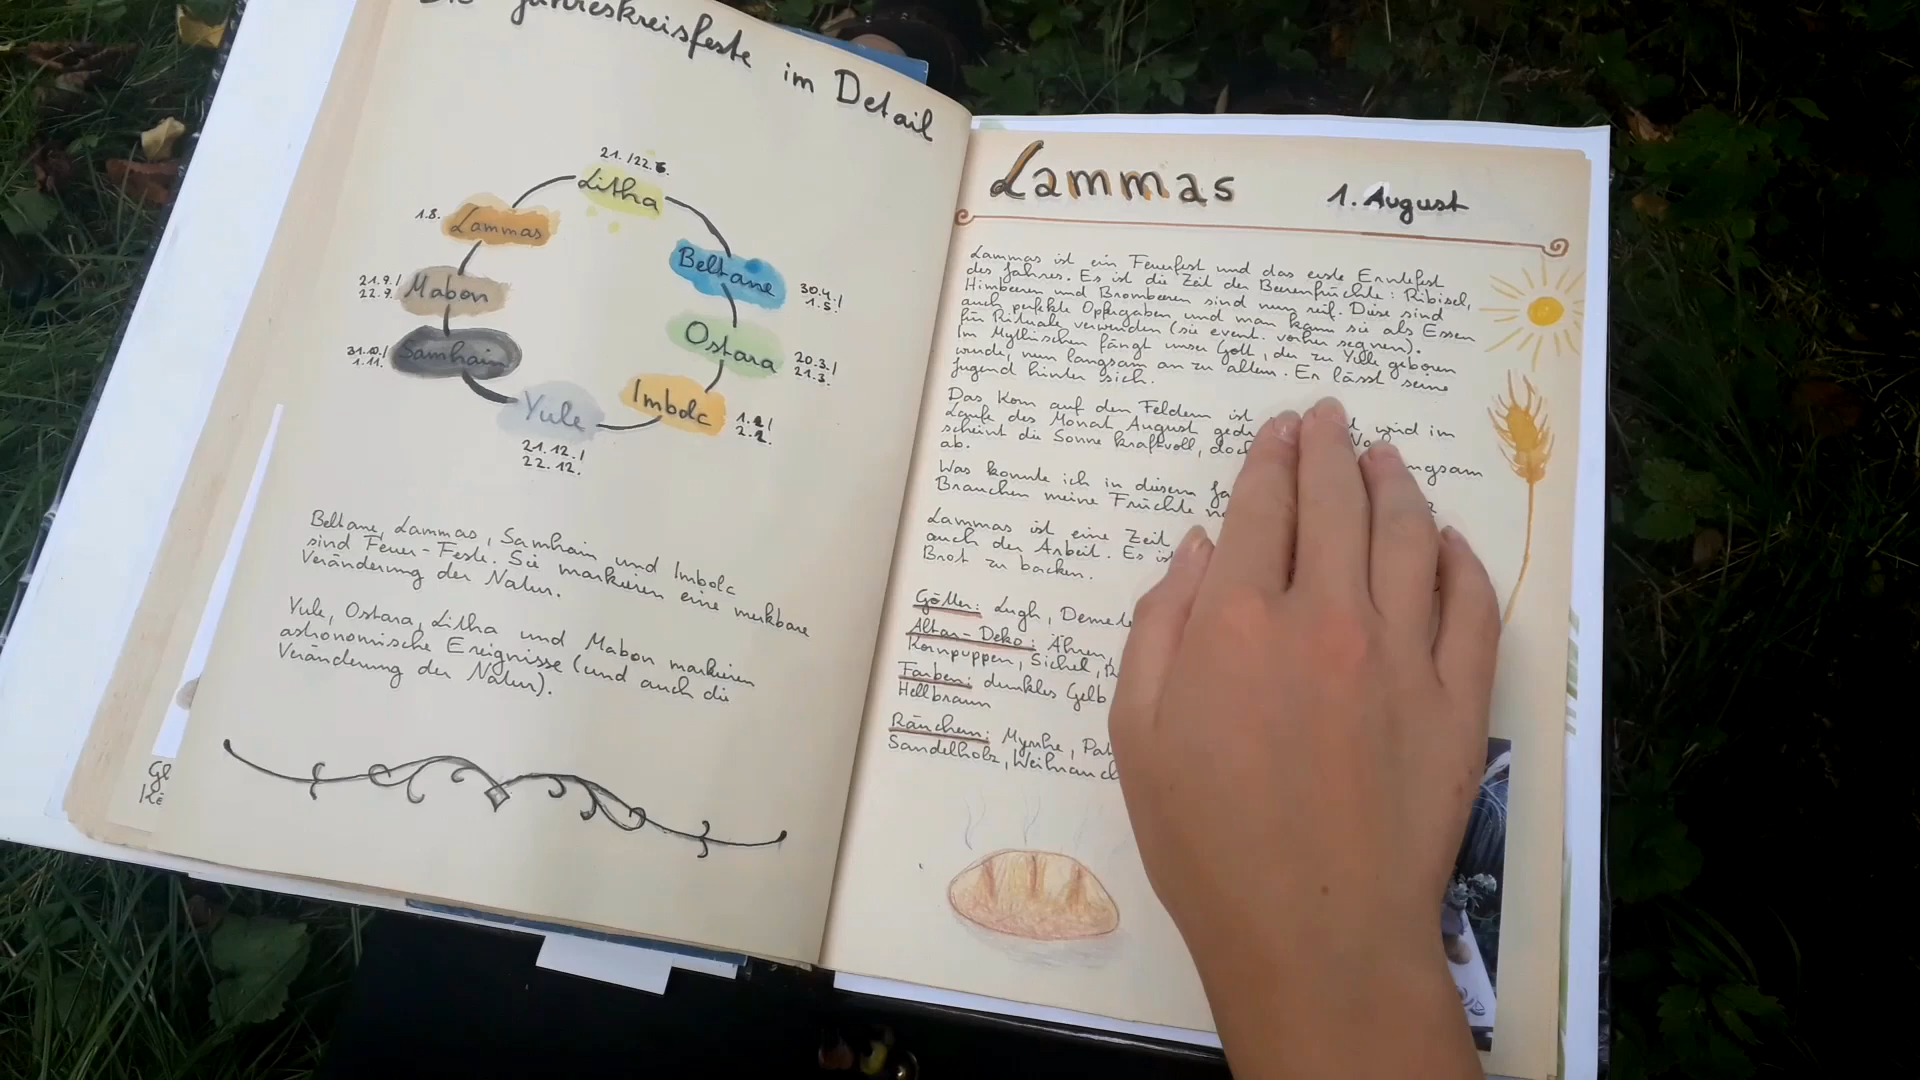 Die Jahreskreisfeste im Detail
21./22.6.
Litha
1.8.
Lammas
Beltane
30.4./
1.5.
21.9./
22.9.
Mabon
Ostara
20.3./
21.3.
31.10./
1.11.
Samhain
Imbolc
1.2./
2.2.
Yule
21.12./
22.12.
Beltane, Lammas, Samhain und Imbolc
sind Feuer-Feste. Sie markieren eine merkbare
Veränderung der Natur.
Yule, Ostara, Litha und Mabon markieren
astronomische Ereignisse (und auch die
Veränderung der Natur).
Lammas 1. August
Lammas ist ein Feuerfest und das erste Erntefest
des Jahres. Es ist die Zeit der Beerenfrüchte: Ribisel,
Himbeeren und Brombeeren sind nun reif. Diese sind
auch perfekte Opfergaben und man kann sie als Essen
für Rituale verwenden (sie event. vorher segnen).
Im Mythischen fängt unser Gott, der zu Yule geboren
wurde, nun langsam an zu altern. Er lässt seine
Jugend hinter sich.
Das Korn auf den Feldern ist wird im
Laufe des Monat August
scheint die Sonne kraftvoll, doch
ab.
Was konnte ich in diesem
Brauchen meine Früchte
Lammas ist eine Zeit
auch der Arbeit. Es ist
Brot zu backen.
Götter: Lugh,
Altar-Deko: Ähren,
Kornpuppen, Sichel,
Farben: dunkles Gelb
Hellbraun
Räuchern: Myrrhe,
Sandelholz,